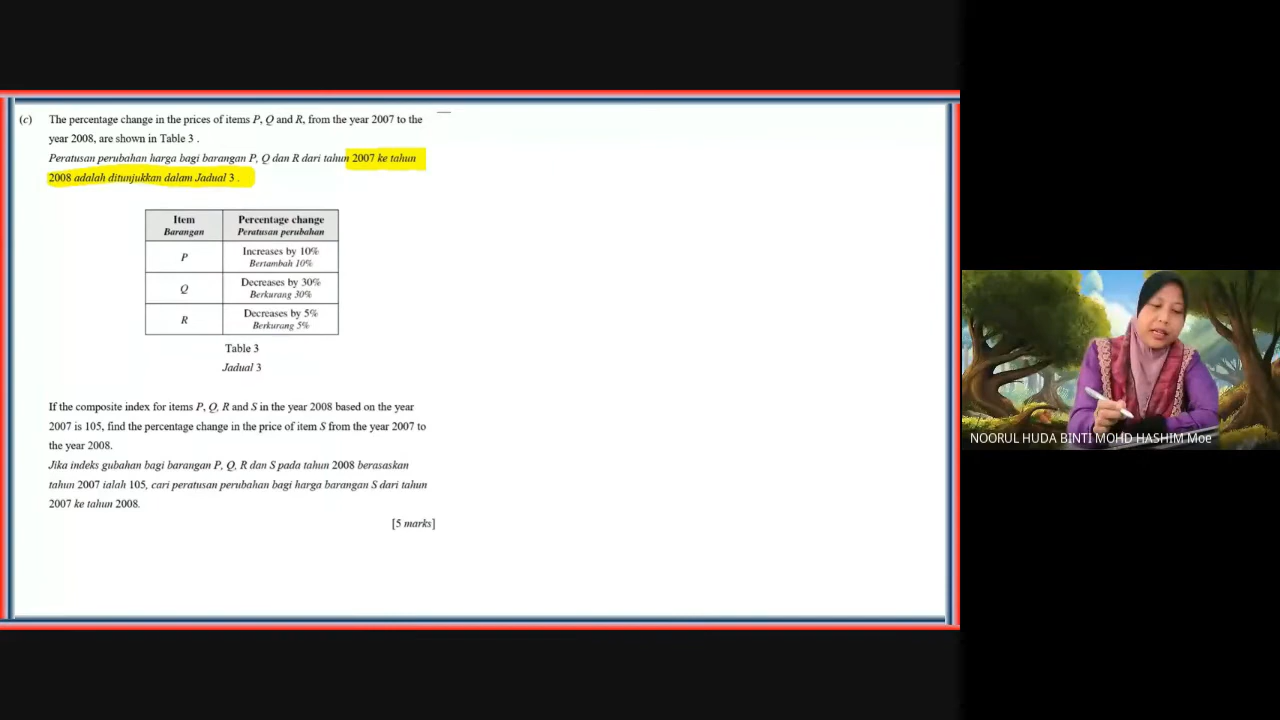 (c) The percentage change in the prices of items P, Q and R, from the year 2007 to the
year 2008, are shown in Table 3 .
Peratusan perubahan harga bagi barangan P, Q dan R dari tahun 2007 ke tahun
2008 adalah ditunjukkan dalam Jadual 3 .
Item Percentage change
Barangan Peratusan perubahan
P Increases by 10%
Bertambah 10%
Q Decreases by 30%
Berkurang 30%
R Decreases by 5%
Berkurang 5%
Table 3
Jadual 3
If the composite index for items P, Q, R and S in the year 2008 based on the year
2007 is 105, find the percentage change in the price of item S from the year 2007 to
the year 2008.
Jika indeks gubahan bagi barangan P, Q, R dan S pada tahun 2008 berasaskan
tahun 2007 ialah 105, cari peratusan perubahan bagi harga barangan S dari tahun
2007 ke tahun 2008.
[5 marks]
NOORUL HUDA BINTI MOHD HASHIM Moe